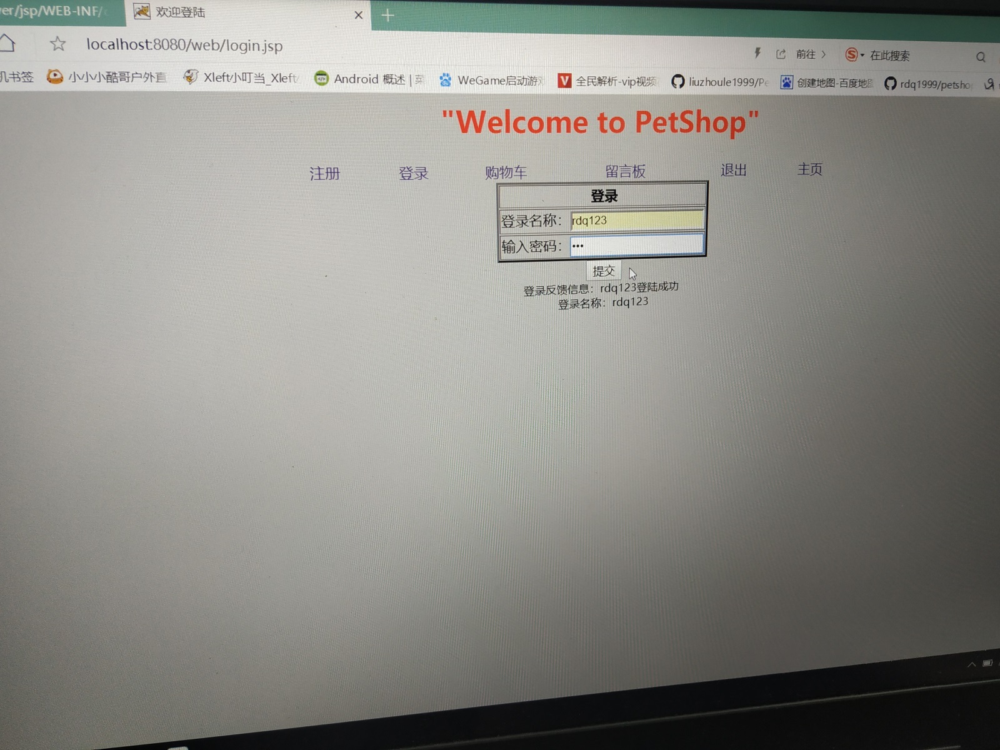 er/jsp/WEB-INF/
欢迎登陆
localhost:8080/web/login.jsp
前往
在此搜索
机书签
小小小酷哥户外直
Xleft小叮当_Xleft
Android 概述 | 菜
WeGame启动游戏
全民解析-vip视频
liuzhoule1999/Pe
创建地图-百度地图
rdq1999/petshop
"Welcome to PetShop"
注册 登录 购物车 留言板 退出 主页
登录
登录名称：rdq123
输入密码：•••
提交
登录反馈信息：rdq123登陆成功
登录名称：rdq123